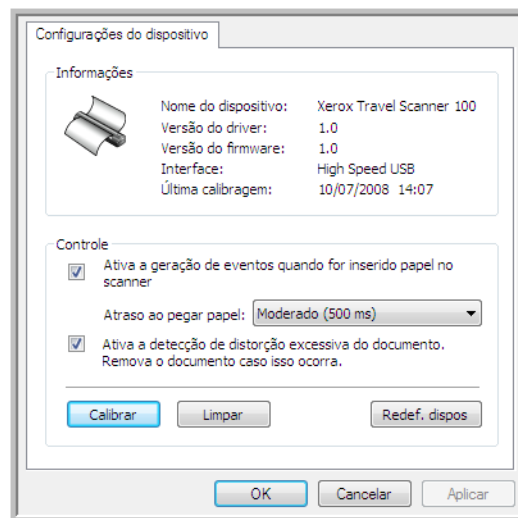 Configurações do dispositivo
Informações
Nome do dispositivo: Xerox Travel Scanner 100
Versão do driver: 1.0
Versão do firmware: 1.0
Interface: High Speed USB
Última calibragem: 10/07/2008 14:07
Controle
Ativa a geração de eventos quando for inserido papel no
scanner
Atraso ao pegar papel: Moderado (500 ms)
Ativa a detecção de distorção excessiva do documento.
Remova o documento caso isso ocorra.
Calibrar Limpar Redef. dispos
OK Cancelar Aplicar